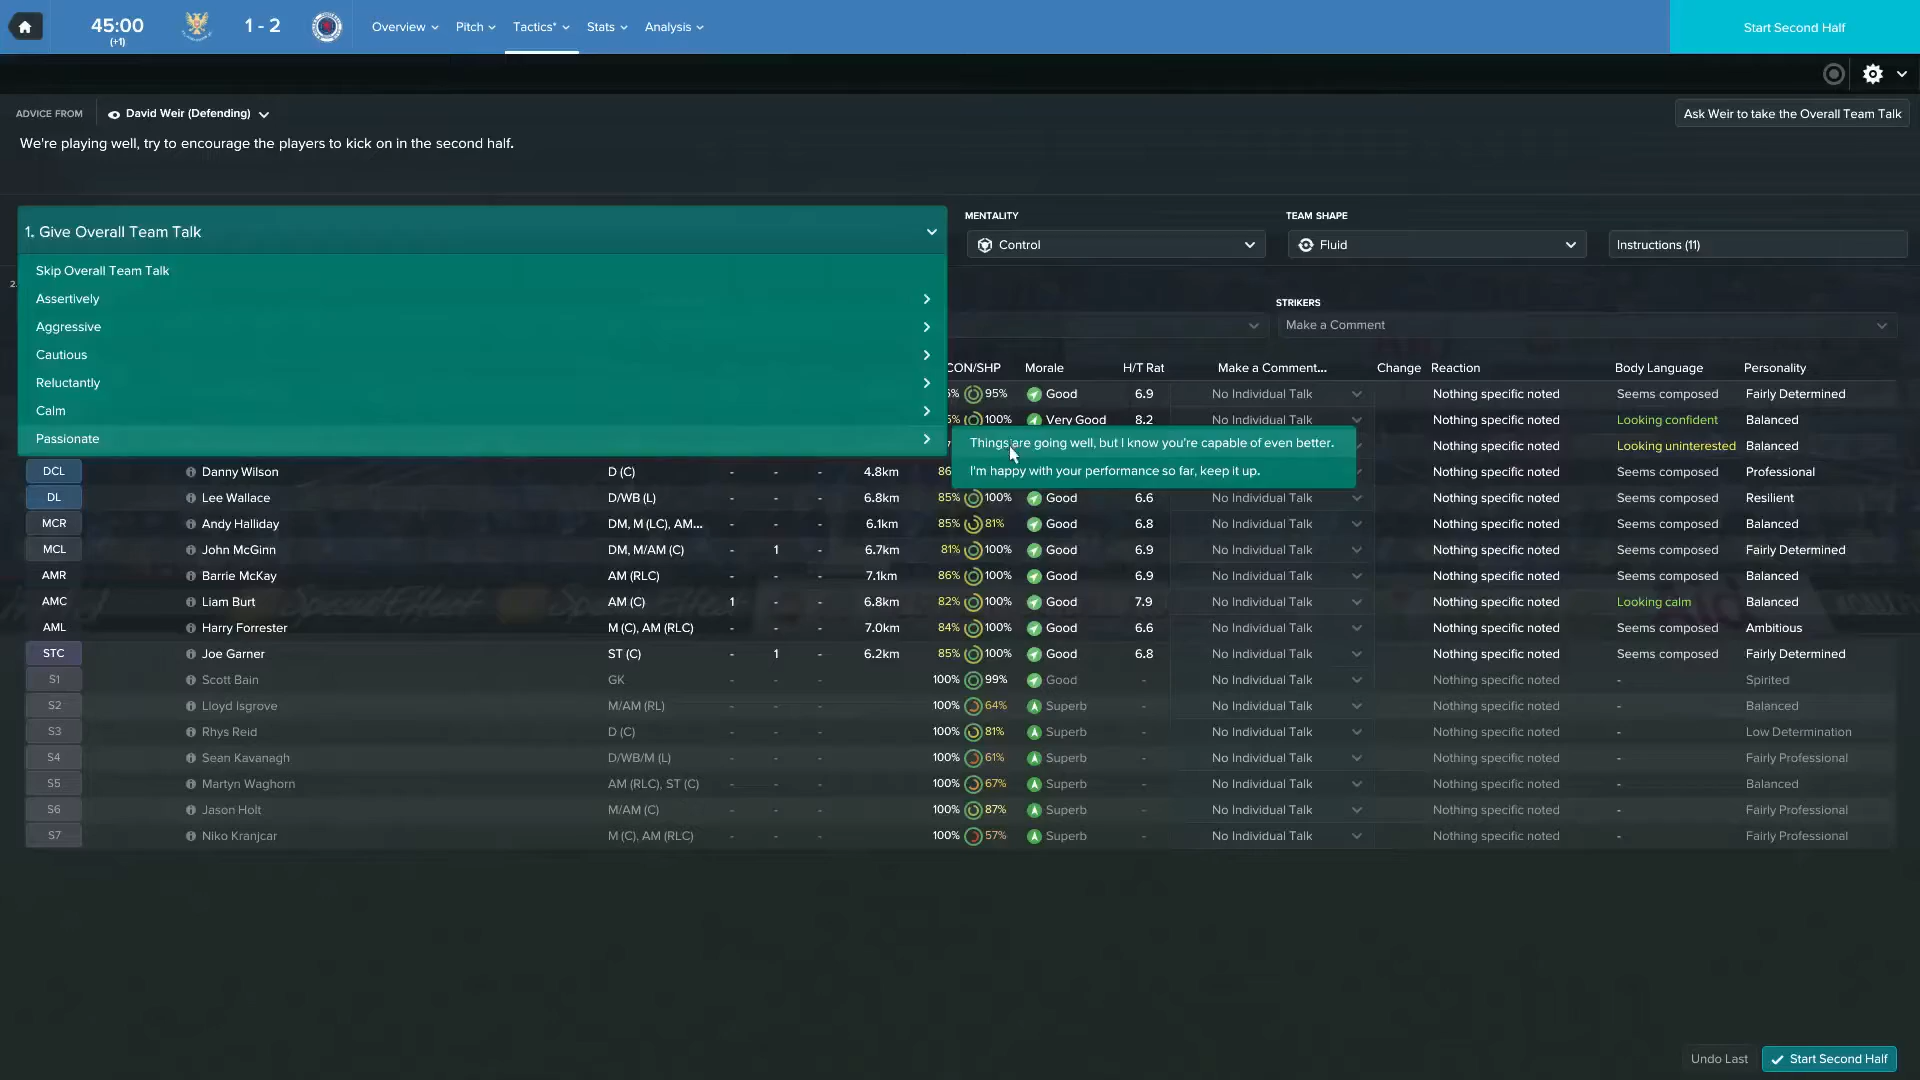 45:00
(+1)
1 - 2
Overview
Pitch
Tactics*
Stats
Analysis
Start Second Half
ADVICE FROM
David Weir (Defending)
Ask Weir to take the Overall Team Talk
We're playing well, try to encourage the players to kick on in the second half.
1. Give Overall Team Talk
MENTALITY
TEAM SHAPE
Control
Fluid
Instructions (11)
Skip Overall Team Talk
2.
Assertively
STRIKERS
Aggressive
Make a Comment
Cautious
Reluctantly
Calm
Passionate
Things are going well, but I know you're capable of even better.
I'm happy with your performance so far, keep it up.
CON/SHP Morale H/T Rat Make a Comment... Change Reaction Body Language Personality
% 95% Good 6.9 No Individual Talk Nothing specific noted Seems composed Fairly Determined
5% 100% Very Good 8.2 No Individual Talk Nothing specific noted Looking confident Balanced
Nothing specific noted Looking uninterested Balanced
DCL Danny Wilson D (C) - - - 4.8km 86 Nothing specific noted Seems composed Professional
DL Lee Wallace D/WB (L) - - - 6.8km 85% 100% Good 6.6 No Individual Talk Nothing specific noted Seems composed Resilient
MCR Andy Halliday DM, M (LC), AM... - - - 6.1km 85% 81% Good 6.8 No Individual Talk Nothing specific noted Seems composed Balanced
MCL John McGinn DM, M/AM (C) - 1 - 6.7km 81% 100% Good 6.9 No Individual Talk Nothing specific noted Seems composed Fairly Determined
AMR Barrie McKay AM (RLC) - - - 7.1km 86% 100% Good 6.9 No Individual Talk Nothing specific noted Seems composed Balanced
AMC Liam Burt AM (C) 1 - - 6.8km 82% 100% Good 7.9 No Individual Talk Nothing specific noted Looking calm Balanced
AML Harry Forrester M (C), AM (RLC) - - - 7.0km 84% 100% Good 6.6 No Individual Talk Nothing specific noted Seems composed Ambitious
STC Joe Garner ST (C) - 1 - 6.2km 85% 100% Good 6.8 No Individual Talk Nothing specific noted Seems composed Fairly Determined
S1 Scott Bain GK - - - 100% 99% Good - No Individual Talk Nothing specific noted - Spirited
S2 Lloyd Isgrove M/AM (RL) - - - 100% 64% Superb - No Individual Talk Nothing specific noted - Balanced
S3 Rhys Reid D (C) - - - 100% 81% Superb - No Individual Talk Nothing specific noted - Low Determination
S4 Sean Kavanagh D/WB/M (L) - - - 100% 61% Superb - No Individual Talk Nothing specific noted - Fairly Professional
S5 Martyn Waghorn AM (RLC), ST (C) - - - 100% 67% Superb - No Individual Talk Nothing specific noted - Balanced
S6 Jason Holt M/AM (C) - - - 100% 87% Superb - No Individual Talk Nothing specific noted - Fairly Professional
S7 Niko Kranjcar M (C), AM (RLC) - - - 100% 57% Superb - No Individual Talk Nothing specific noted - Fairly Professional
Undo Last
Start Second Half